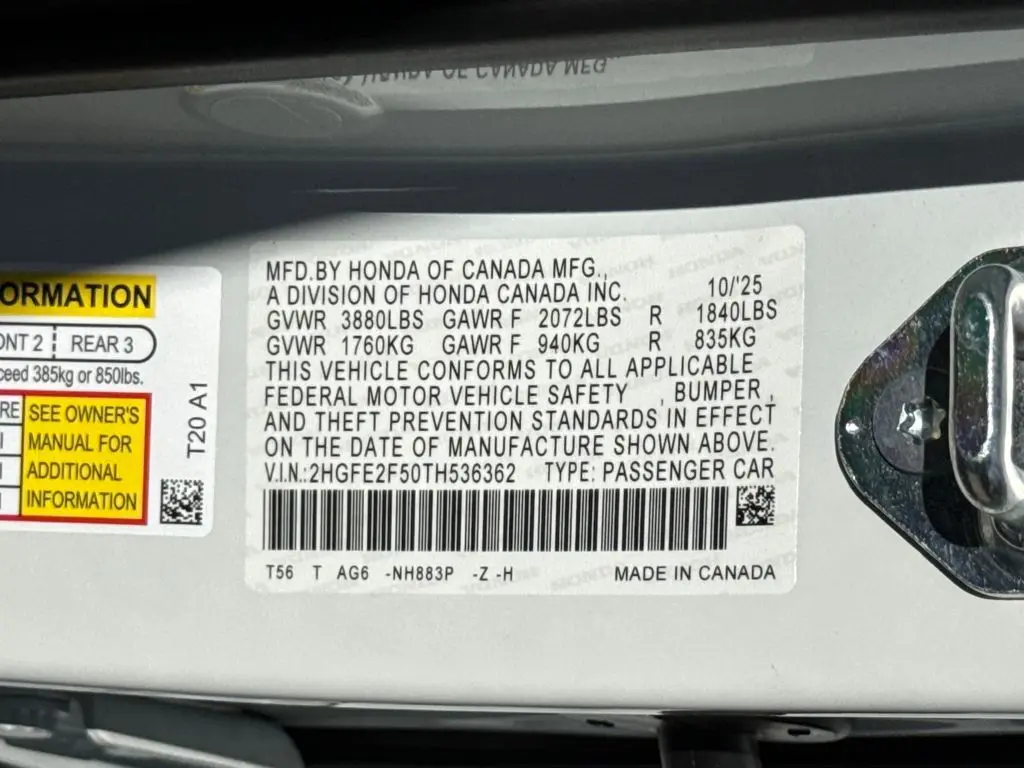 ORMATION
ONT 2 REAR 3
ceed 385kg or 850lbs.
RE SEE OWNER'S
MANUAL FOR
ADDITIONAL
INFORMATION
T20 A1
MFD.BY HONDA OF CANADA MFG.,
A DIVISION OF HONDA CANADA INC. 10/'25
GVWR 3880LBS GAWR F 2072LBS R 1840LBS
GVWR 1760KG GAWR F 940KG R 835KG
THIS VEHICLE CONFORMS TO ALL APPLICABLE
FEDERAL MOTOR VEHICLE SAFETY , BUMPER ,
AND THEFT PREVENTION STANDARDS IN EFFECT
ON THE DATE OF MANUFACTURE SHOWN ABOVE.
V.I.N.:2HGFE2F50TH536362 TYPE: PASSENGER CAR
T56 T AG6 -NH883P -Z -H MADE IN CANADA